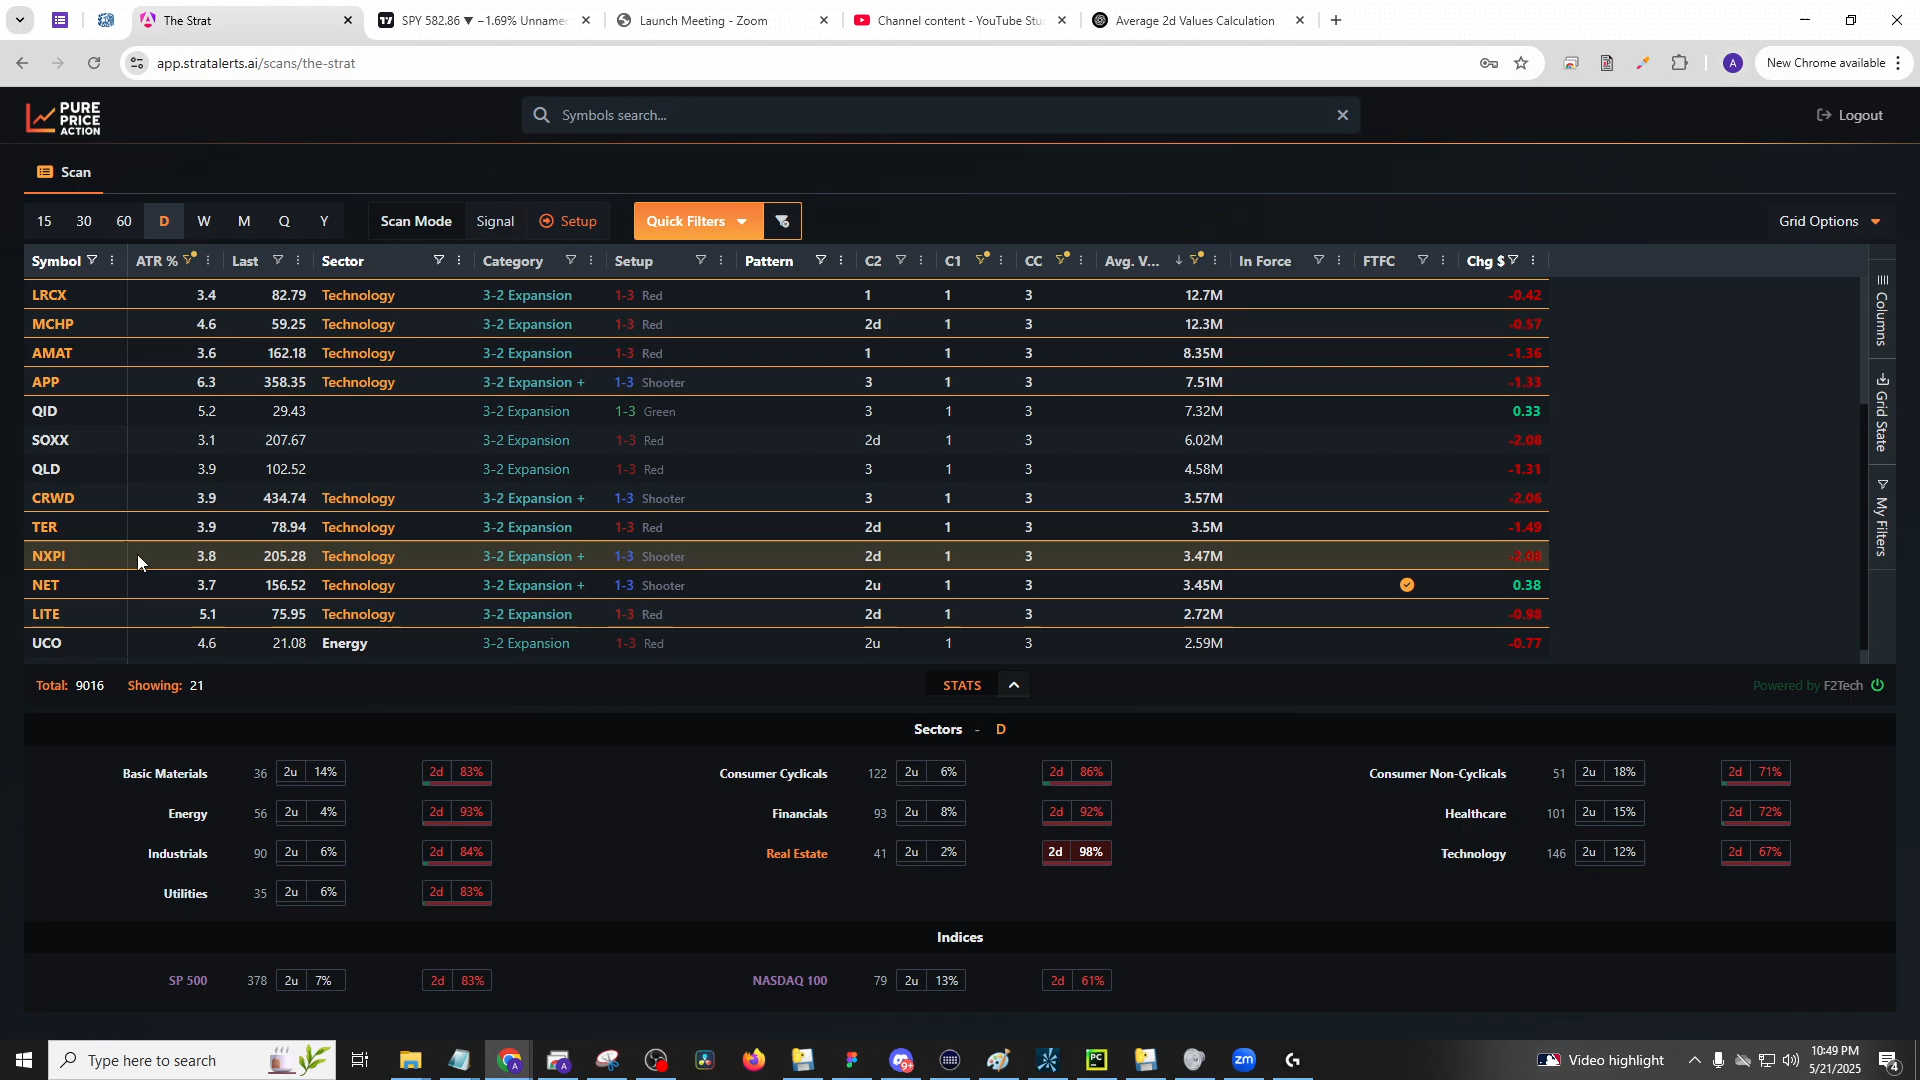 The Strat
SPY 582.86 ▼ −1.69% Unname
Launch Meeting - Zoom
Channel content - YouTube Stu
Average 2d Values Calculation
app.stratalerts.ai/scans/the-strat
A
New Chrome available
PURE
PRICE
ACTION
Symbols search...
Logout
Scan
15 30 60 D W M Q Y
Scan Mode Signal Setup
Quick Filters
Grid Options
Symbol ATR % Last Sector Category Setup Pattern C2 C1 CC Avg. V... In Force FTFC Chg $
LRCX 3.4 82.79 Technology 3-2 Expansion 1-3 Red 1 1 3 12.7M -0.42
MCHP 4.6 59.25 Technology 3-2 Expansion 1-3 Red 2d 1 3 12.3M -0.57
AMAT 3.6 162.18 Technology 3-2 Expansion 1-3 Red 1 1 3 8.35M -1.36
APP 6.3 358.35 Technology 3-2 Expansion + 1-3 Shooter 3 1 3 7.51M -1.33
QID 5.2 29.43 3-2 Expansion 1-3 Green 3 1 3 7.32M 0.33
SOXX 3.1 207.67 3-2 Expansion 1-3 Red 2d 1 3 6.02M -2.08
QLD 3.9 102.52 3-2 Expansion 1-3 Red 3 1 3 4.58M -1.31
CRWD 3.9 434.74 Technology 3-2 Expansion + 1-3 Shooter 3 1 3 3.57M -2.06
TER 3.9 78.94 Technology 3-2 Expansion 1-3 Red 2d 1 3 3.5M -1.49
NXPI 3.8 205.28 Technology 3-2 Expansion + 1-3 Shooter 2d 1 3 3.47M -2.08
NET 3.7 156.52 Technology 3-2 Expansion + 1-3 Shooter 2u 1 3 3.45M 0.38
LITE 5.1 75.95 Technology 3-2 Expansion 1-3 Red 2d 1 3 2.72M -0.98
UCO 4.6 21.08 Energy 3-2 Expansion 1-3 Red 2u 1 3 2.59M -0.77
Columns
Grid State
My Filters
Total: 9016 Showing: 21
STATS
Powered by F2Tech
Sectors - D
Basic Materials 36 2u 14% 2d 83%
Consumer Cyclicals 122 2u 6% 2d 86%
Consumer Non-Cyclicals 51 2u 18% 2d 71%
Energy 56 2u 4% 2d 93%
Financials 93 2u 8% 2d 92%
Healthcare 101 2u 15% 2d 72%
Industrials 90 2u 6% 2d 84%
Real Estate 41 2u 2% 2d 98%
Technology 146 2u 12% 2d 67%
Utilities 35 2u 6% 2d 83%
Indices
SP 500 378 2u 7% 2d 83%
NASDAQ 100 79 2u 13% 2d 61%
Type here to search
A
9+
PC
zm
Video highlight
10:49 PM
5/21/2025
4